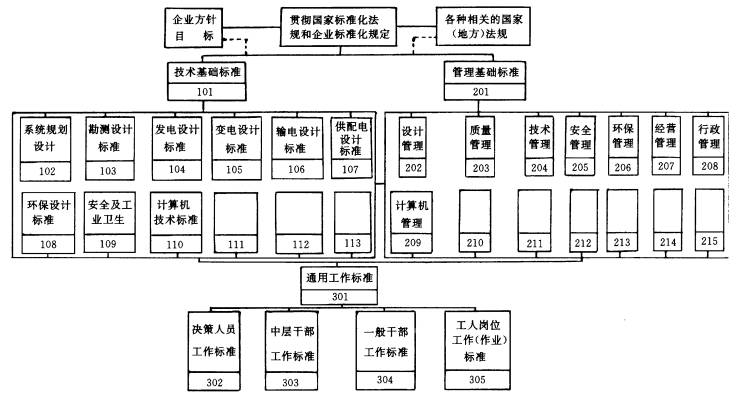 企业方针
目　标
贯彻国家标准化法
规和企业标准化规定
各种相关的国家
（地方）法规
技术基础标准
101
管理基础标准
201
系统规划
设计
102
勘测设计
标准
103
发电设计
标准
104
变电设计
标准
105
输电设计
标准
106
供配电
设计
标准
107
设计
管理
202
质量
管理
203
技术
管理
204
安全
管理
205
环保
管理
206
经营
管理
207
行政
管理
208
环保设计
标准
108
安全及工
业卫生
109
计算机
技术标准
110
111
112
113
计算机
管理
209
210
211
212
213
214
215
通用工作标准
301
决策人员
工作标准
302
中层干部
工作标准
303
一般干部
工作标准
304
工人岗位
工作（作业）
标准
305